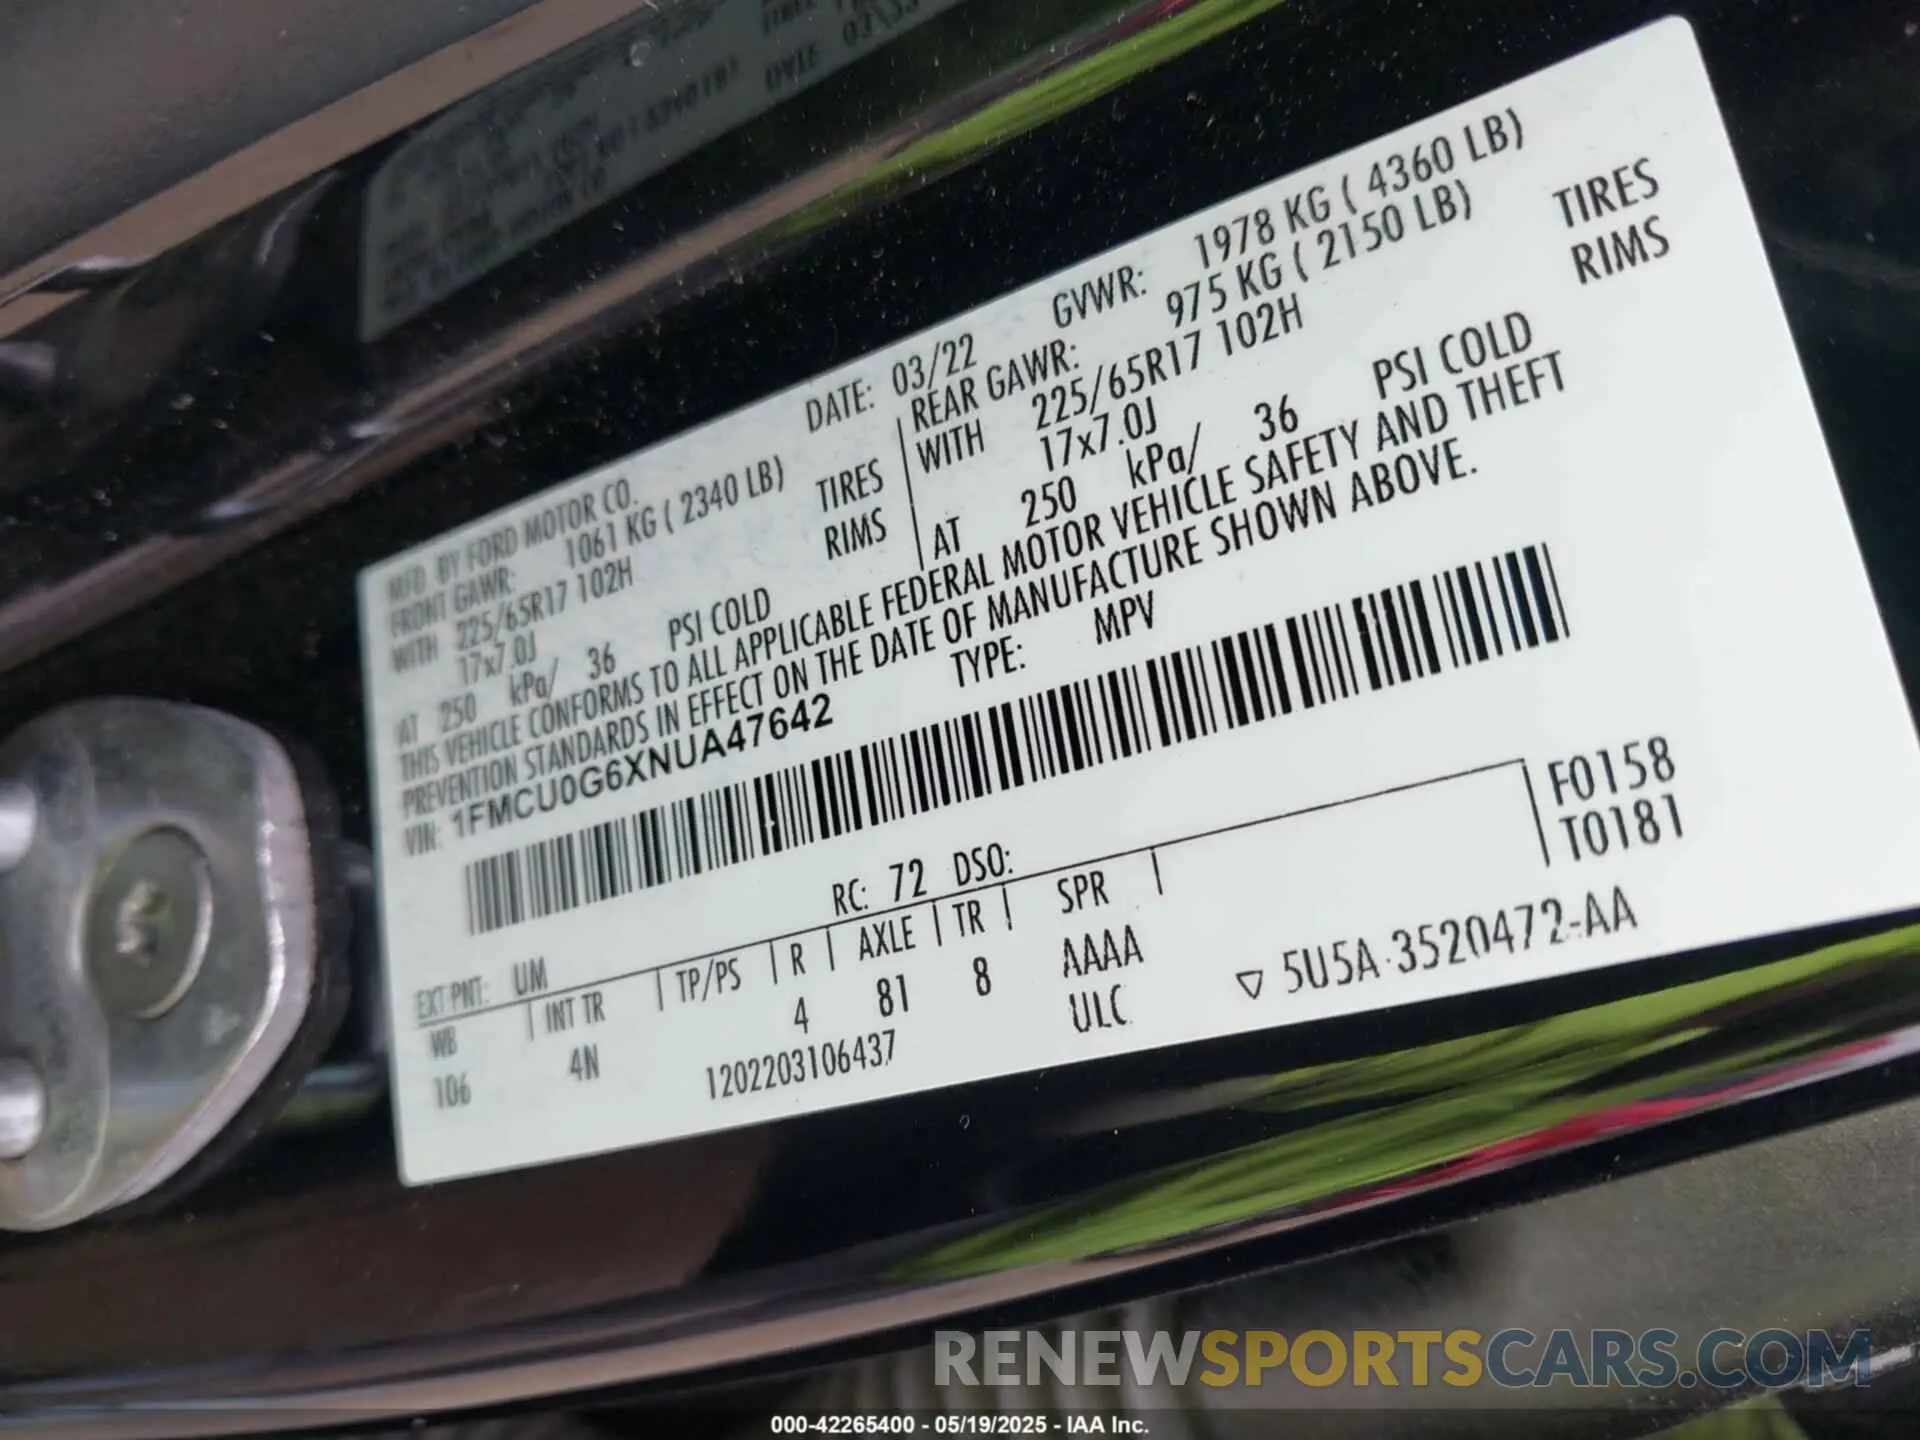 MFD. BY FORD MOTOR CO. DATE: 03/22 GVWR: 1978 KG ( 4360 LB)
FRONT GAWR: 1061 KG ( 2340 LB) REAR GAWR: 975 KG ( 2150 LB)
WITH 225/65R17 102H TIRES WITH 225/65R17 102H TIRES
17x7.0J RIMS 17x7.0J RIMS
AT 250 kPa/ 36 PSI COLD AT 250 kPa/ 36 PSI COLD
THIS VEHICLE CONFORMS TO ALL APPLICABLE FEDERAL MOTOR VEHICLE SAFETY AND THEFT
PREVENTION STANDARDS IN EFFECT ON THE DATE OF MANUFACTURE SHOWN ABOVE.
VIN: 1FMCU0G6XNUA47642 TYPE: MPV
F0158
T0181
EXT PNT: UM RC: 72 DSO:
WB INT TR TP/PS R AXLE TR SPR
106 4N 4 81 8 AAAA
1202203106437 ULC 5U5A-3520472-AA
RENEWSPORTSCARS.COM
000-42265400 - 05/19/2025 - IAA Inc.